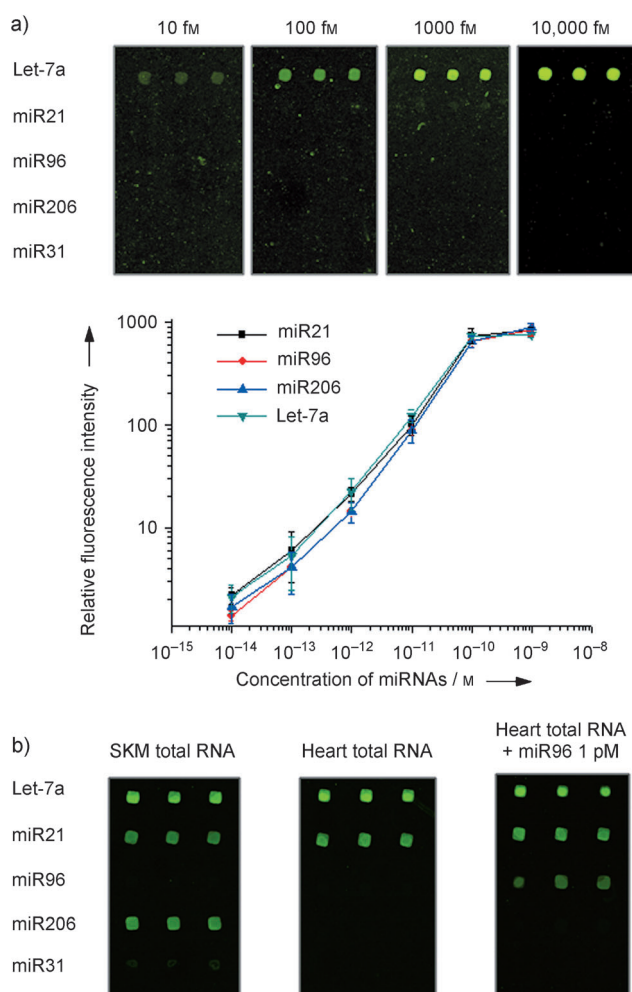 a)
10 fM 100 fM 1000 fM 10,000 fM
Let-7a
miR21
miR96
miR206
miR31
Relative fluorescence intensity
1000
100
10
miR21
miR96
miR206
Let-7a
10⁻¹⁵ 10⁻¹⁴ 10⁻¹³ 10⁻¹² 10⁻¹¹ 10⁻¹⁰ 10⁻⁹ 10⁻⁸
Concentration of miRNAs / M
b)
SKM total RNA
Heart total RNA
Heart total RNA
+ miR96 1 pM
Let-7a
miR21
miR96
miR206
miR31